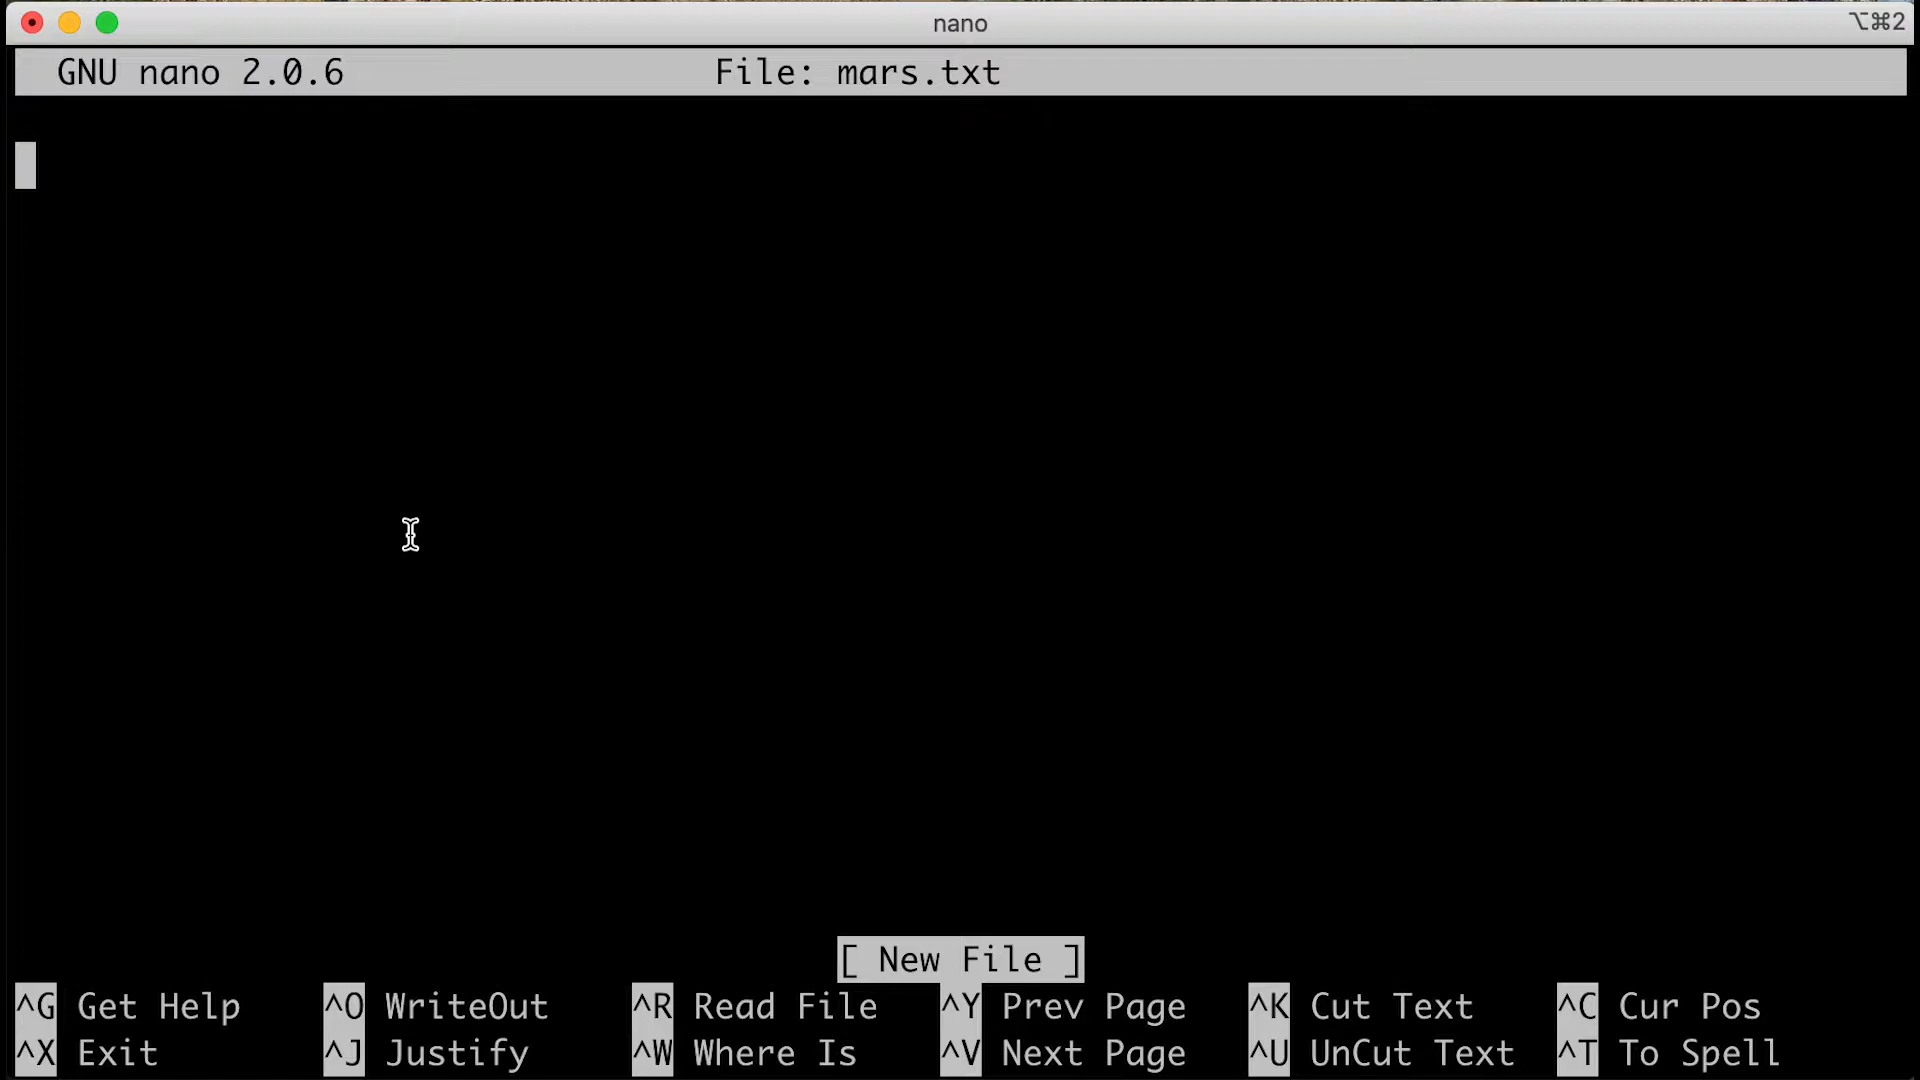 nano
⌥⌘2
GNU nano 2.0.6 File: mars.txt
[ New File ]
^G Get Help ^O WriteOut ^R Read File ^Y Prev Page ^K Cut Text ^C Cur Pos
^X Exit ^J Justify ^W Where Is ^V Next Page ^U UnCut Text ^T To Spell